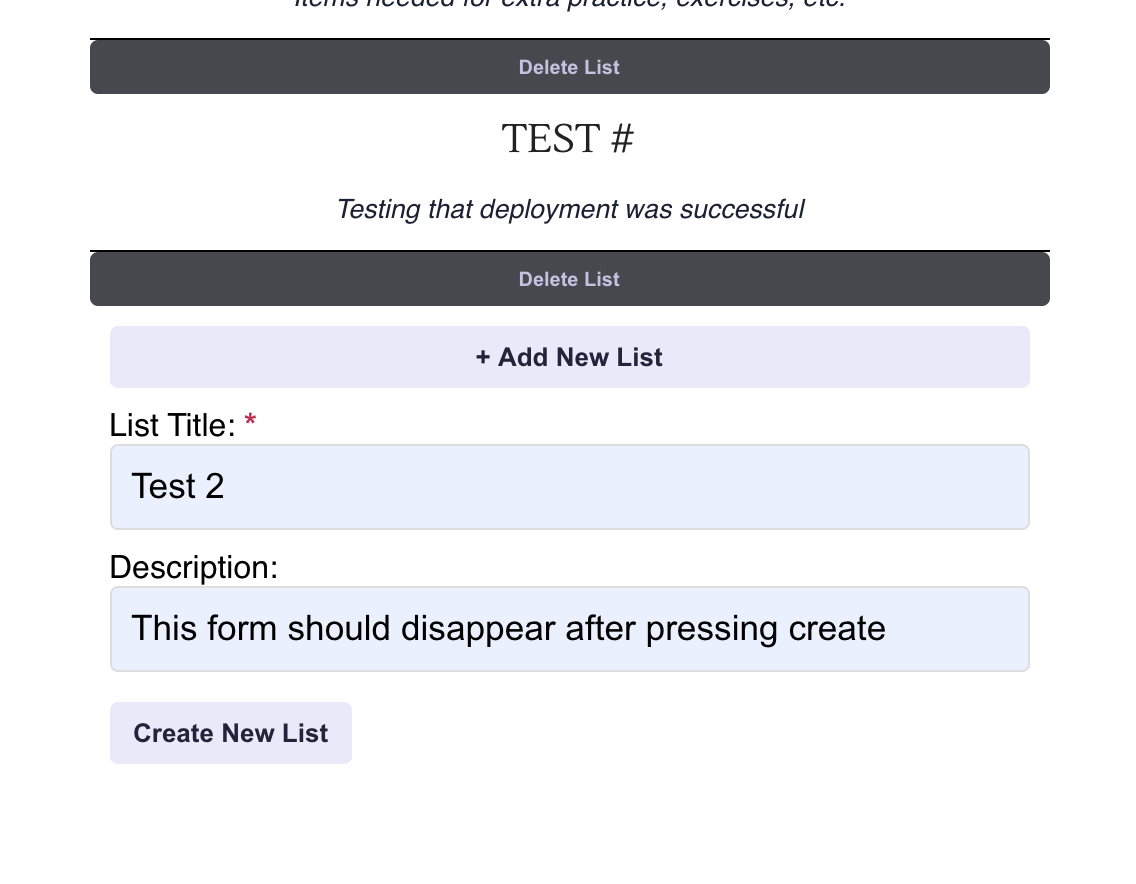 Items needed for extra practice, exercises, etc.
Delete List
TEST #
Testing that deployment was successful
Delete List
+ Add New List
List Title: *
Test 2
Description:
This form should disappear after pressing create
Create New List